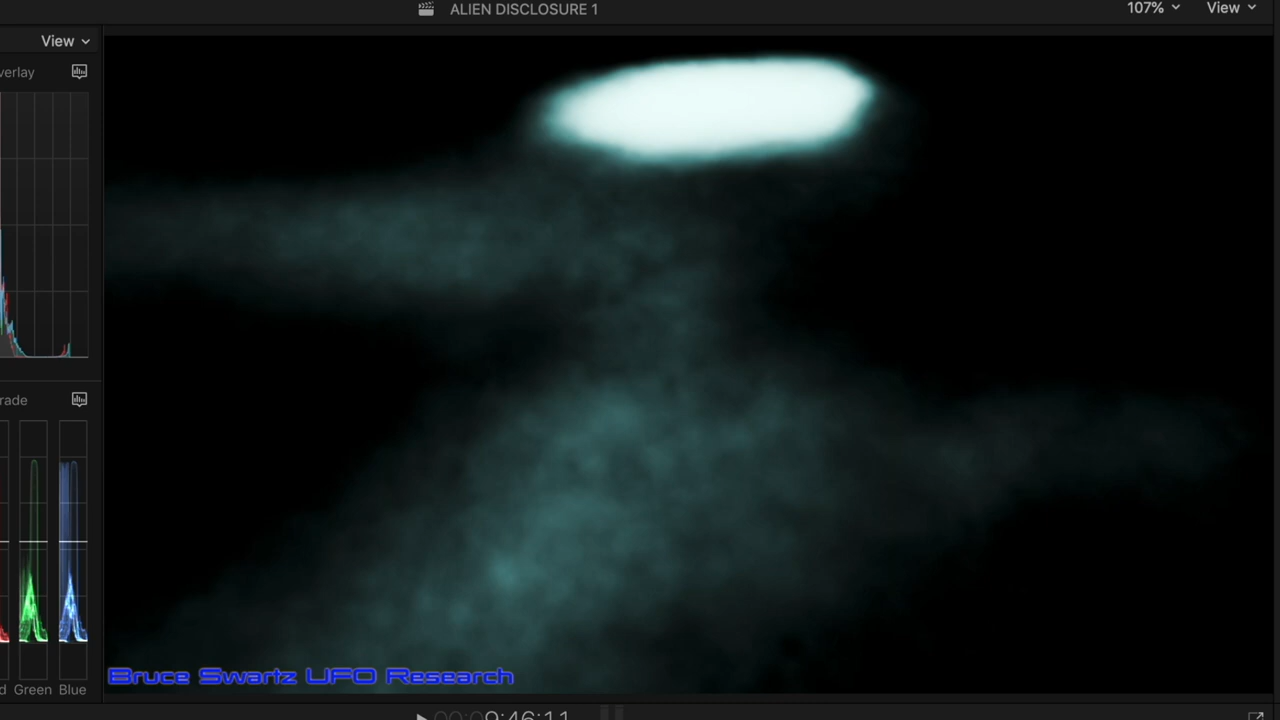 ALIEN DISCLOSURE 1
107%
View
View
verlay
rade
d Green Blue
Bruce Swartz UFO Research